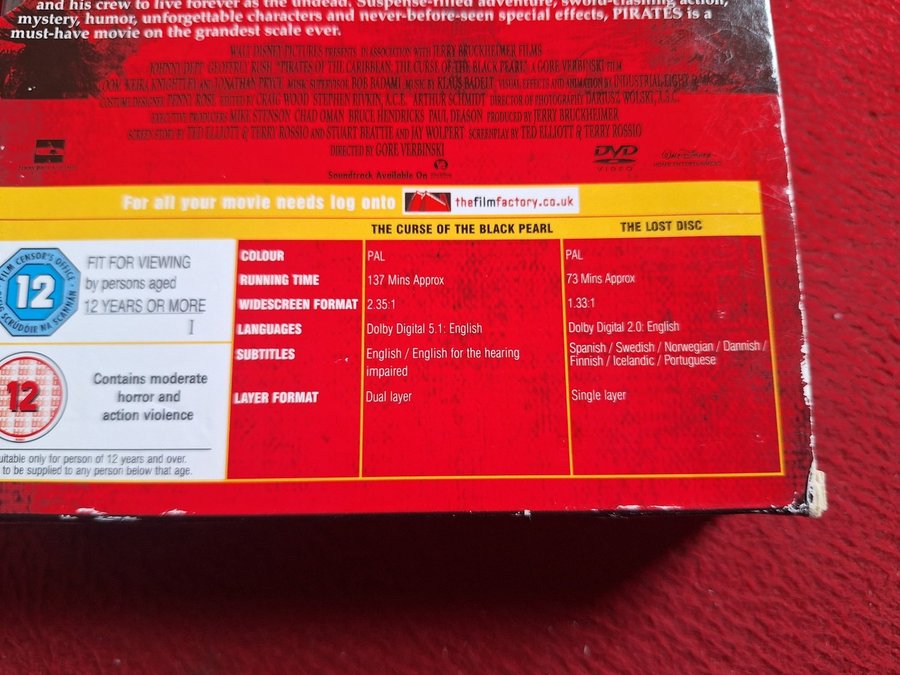 and his crew to live forever as the undead. Suspense-filled adventure, sword-clashing action,
mystery, humor, unforgettable characters and never-before-seen special effects, PIRATES is a
must-have movie on the grandest scale ever.
WALT DISNEY PICTURES PRESENTS IN ASSOCIATION WITH JERRY BRUCKHEIMER FILMS
JOHNNY DEPP GEOFFREY RUSH "PIRATES OF THE CARIBBEAN: THE CURSE OF THE BLACK PEARL" A GORE VERBINSKI FILM
KEIRA KNIGHTLEY AND JONATHAN PRYCE MUSIC SUPERVISOR BOB BADAMI MUSIC BY KLAUS BADELT VISUAL EFFECTS AND ANIMATION BY INDUSTRIAL LIGHT
COSTUME DESIGNER PENNY ROSE EDITED BY CRAIG WOOD STEPHEN RIVKIN, A.C.E. ARTHUR SCHMIDT DIRECTOR OF PHOTOGRAPHY DARIUSZ WOLSKI, A.S.C.
EXECUTIVE PRODUCERS MIKE STENSON CHAD OMAN BRUCE HENDRICKS PAUL DEASON PRODUCED BY JERRY BRUCKHEIMER
SCREEN STORY BY TED ELLIOTT & TERRY ROSSIO AND STUART BEATTIE AND JAY WOLPERT SCREENPLAY BY TED ELLIOTT & TERRY ROSSIO
DIRECTED BY GORE VERBINSKI
DVD
VIDEO
HOME ENTERTAINMENT
Soundtrack Available On
For all your movie needs log onto thefilmfactory.co.uk
THE CURSE OF THE BLACK PEARL THE LOST DISC
COLOUR PAL PAL
RUNNING TIME 137 Mins Approx 73 Mins Approx
WIDESCREEN FORMAT 2.35:1 1.33:1
LANGUAGES Dolby Digital 5.1: English Dolby Digital 2.0: English
SUBTITLES English / English for the hearing
impaired
Spanish / Swedish / Norwegian / Dannish /
Finnish / Icelandic / Portuguese
LAYER FORMAT Dual layer Single layer
FILM CENSOR'S OFFICE
12
FIT FOR VIEWING
by persons aged
12 YEARS OR MORE
12
Contains moderate
horror and
action violence
only for person of 12 years and over.
to be supplied to any person below that age.